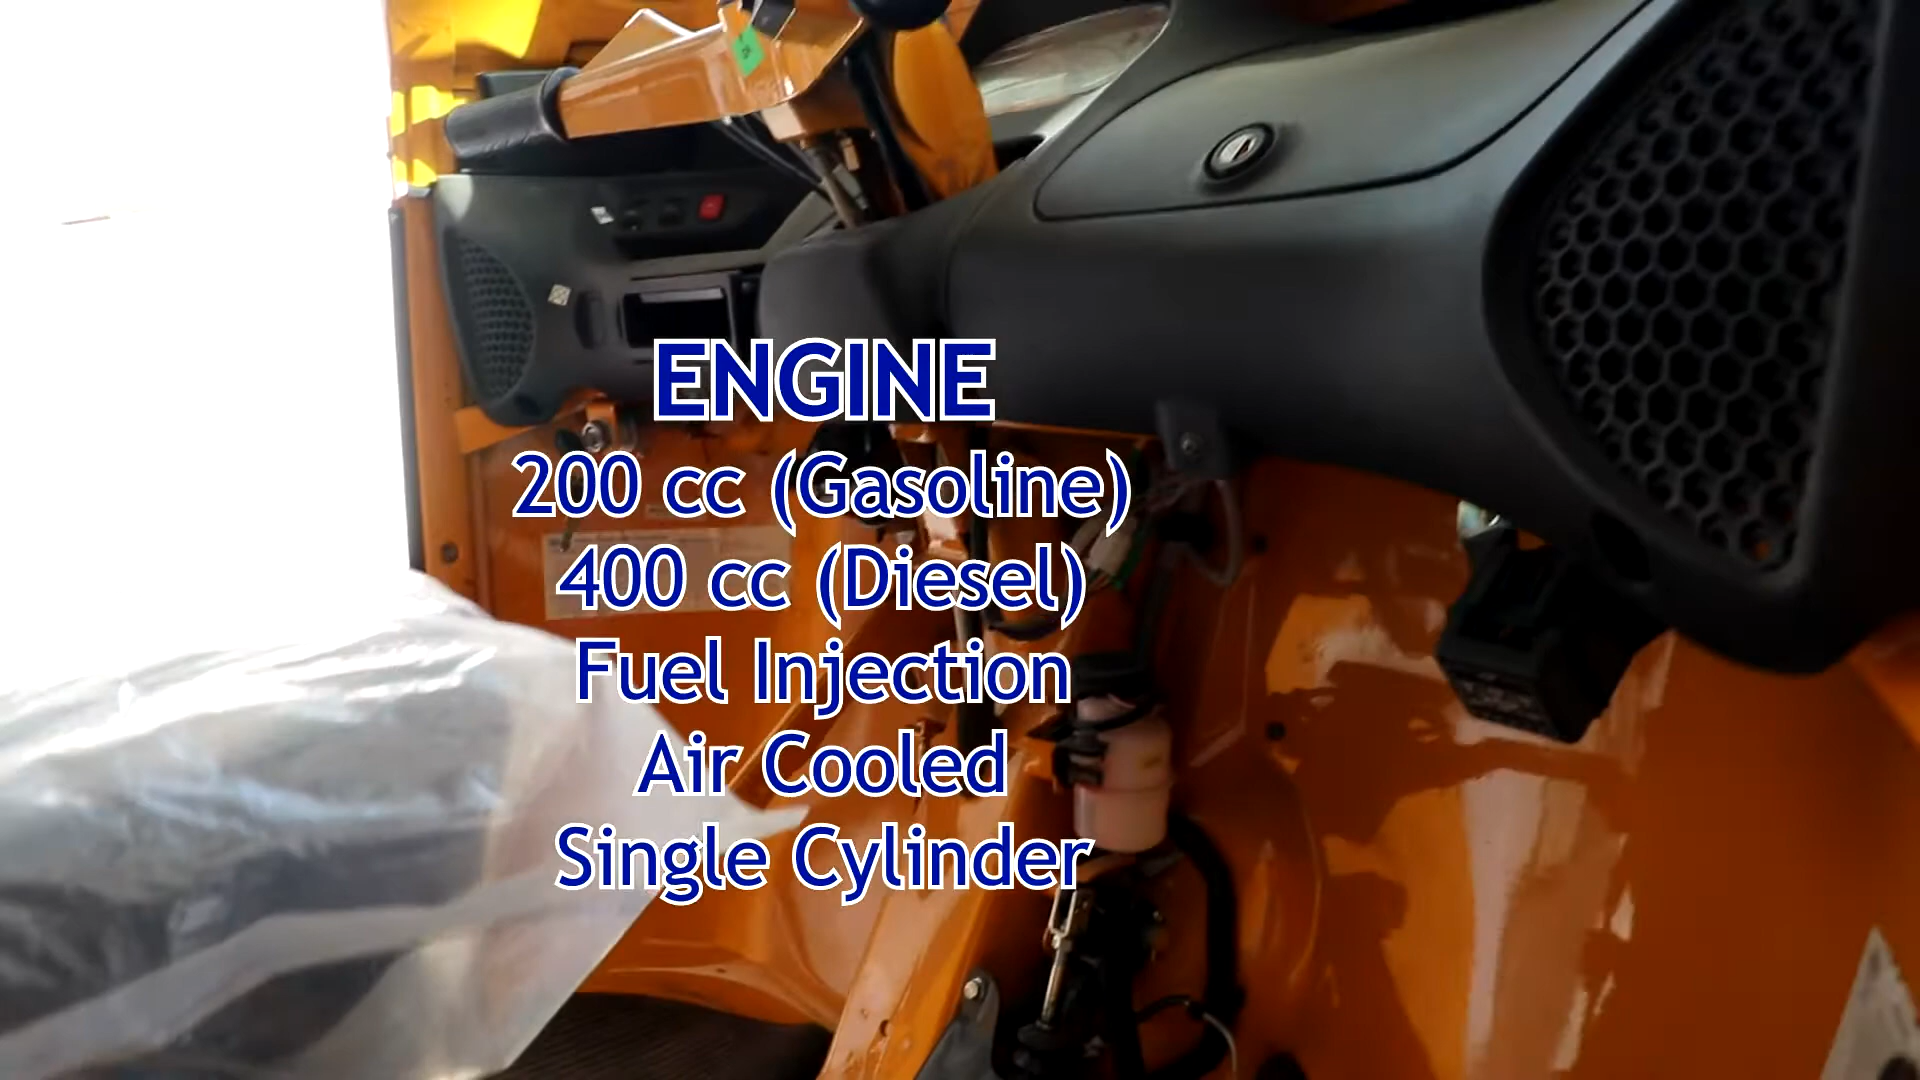 ENGINE
200 cc (Gasoline)
400 cc (Diesel)
Fuel Injection
Air Cooled
Single Cylinder